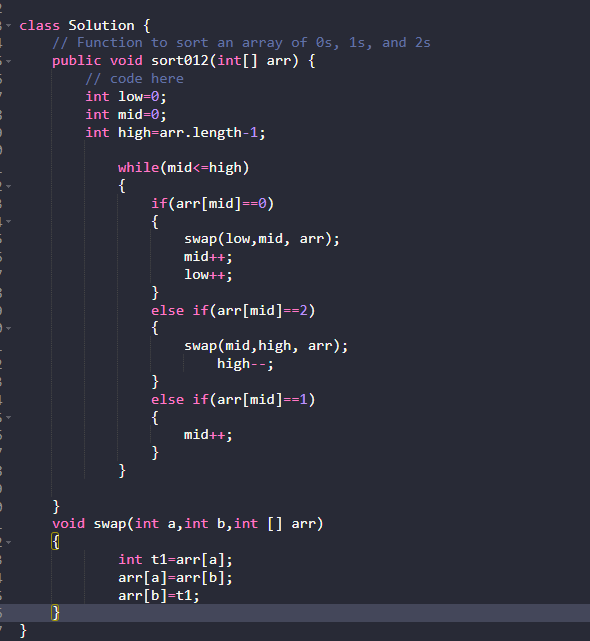 class Solution {
// Function to sort an array of 0s, 1s, and 2s
public void sort012(int[] arr) {
// code here
int low=0;
int mid=0;
int high=arr.length-1;
while(mid<=high)
{
if(arr[mid]==0)
{
swap(low,mid, arr);
mid++;
low++;
}
else if(arr[mid]==2)
{
swap(mid,high, arr);
high--;
}
else if(arr[mid]==1)
{
mid++;
}
}
}
void swap(int a,int b,int [] arr)
{
int t1=arr[a];
arr[a]=arr[b];
arr[b]=t1;
}
}